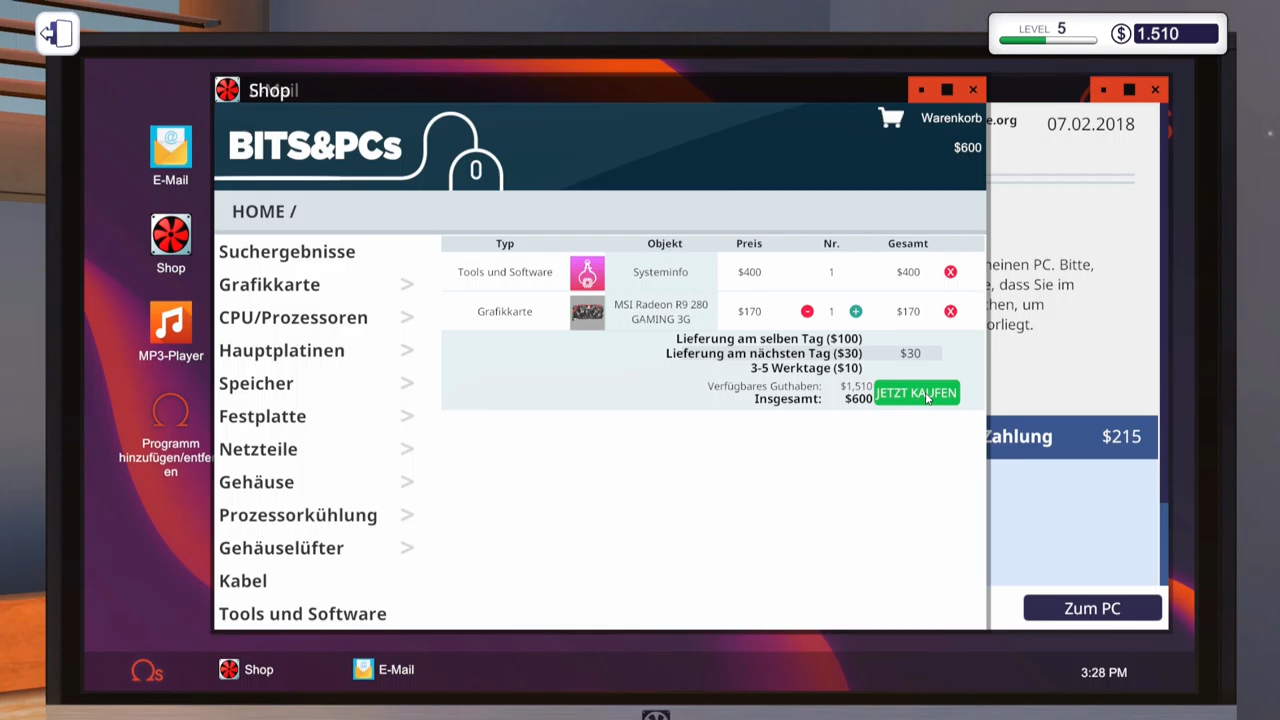 LEVEL 5
$ 1.510
Shop
Warenkorb
$600
BITS&PCs
e.org
07.02.2018
HOME /
E-Mail
Shop
MP3-Player
Programm
hinzufügen/entfe
en
Suchergebnisse
Grafikkarte >
CPU/Prozessoren >
Hauptplatinen >
Speicher >
Festplatte >
Netzteile >
Gehäuse >
Prozessorkühlung >
Gehäuselüfter >
Kabel
Tools und Software
Typ Objekt Preis Nr. Gesamt
Tools und Software Systeminfo $400 1 $400 X
Grafikkarte MSI Radeon R9 280 $170 - 1 + $170 X
GAMING 3G
Lieferung am selben Tag ($100)
Lieferung am nächsten Tag ($30) $30
3-5 Werktage ($10)
Verfügbares Guthaben: $1,510
Insgesamt: $600
JETZT KAUFEN
neinen PC. Bitte,
e, dass Sie im
chen, um
orliegt.
Zahlung $215
Zum PC
Shop
E-Mail
3:28 PM